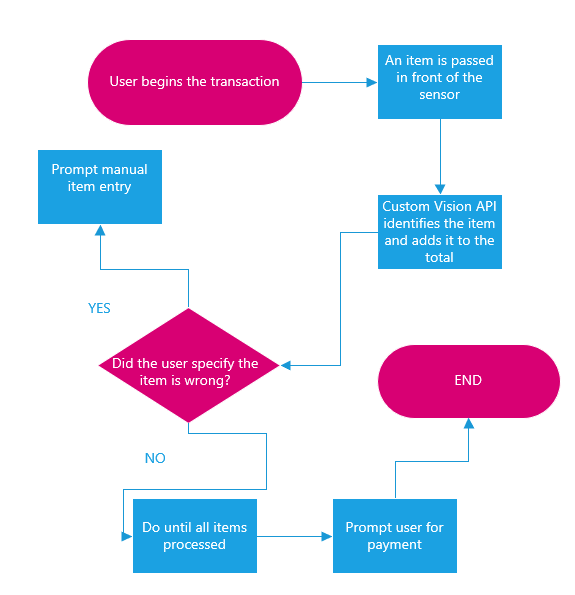 User begins the transaction
An item is passed
in front of the
sensor
Prompt manual
item entry
Custom Vision API
identifies the item
and adds it to the
total
YES
Did the user specify the
item is wrong?
END
NO
Do until all items
processed
Prompt user for
payment